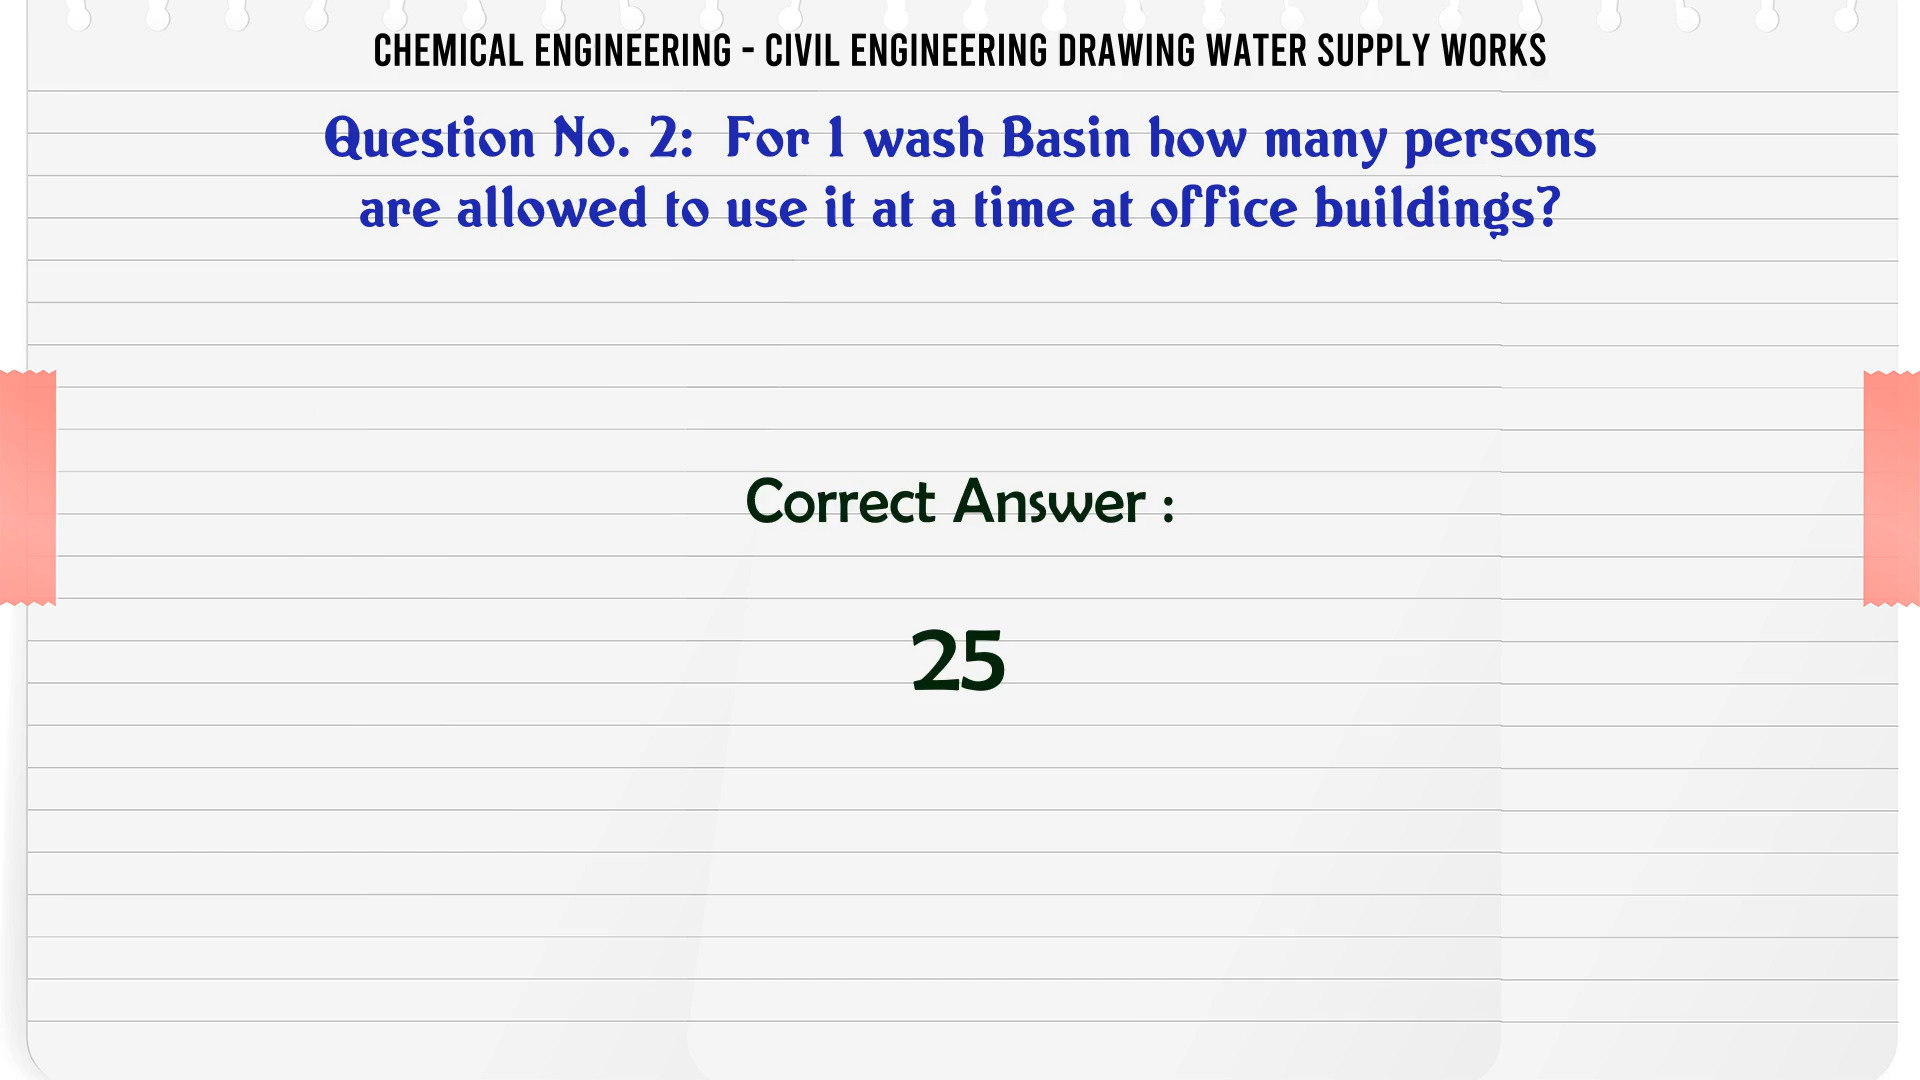 CHEMICAL ENGINEERING - CIVIL ENGINEERING DRAWING WATER SUPPLY WORKS
Question No. 2: For 1 wash Basin how many persons
are allowed to use it at a time at office buildings?
Correct Answer :
25